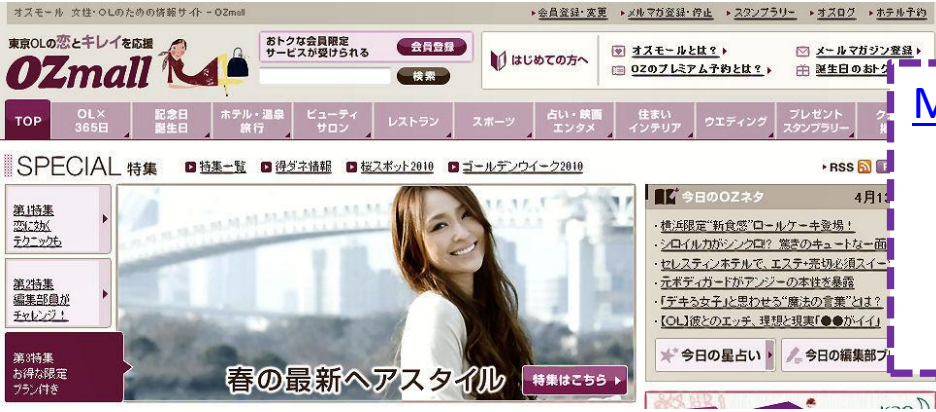 オズモール 女性・OLのための情報サイト - OZmall
会員登録・変更 メルマガ登録・停止 スタンプラリー オズログ ホテル予約
東京OLの恋とキレイを応援
OZmall
おトクな会員限定
サービスが受けられる
会員登録
検索
はじめての方へ
オズモールとは？
メールマガジン登録
OZのプレミアム予約とは？
誕生日のお
TOP
OL×
365日
記念日
誕生日
ホテル・温泉
旅行
ビューティ
サロン
レストラン
スポーツ
占い・映画
エンタメ
住まい
インテリア
ウエディング
プレゼント
スタンプラリー
SPECIAL 特集
特集一覧 得ダネ情報 桜スポット2010 ゴールデンウイーク2010
RSS
第1特集
恋に効く
テクニックも
第2特集
編集部員が
チャレンジ！
第3特集
お得な限定
プラン付き
春の最新ヘアスタイル
特集はこちら
今日のOZネタ 4月13
・横浜限定"新食感"ロールケーキ登場！
・シロイルカがシンクロ!? 驚きのキュートな一面
・セレスティンホテルで、エステ+売切必須スイー
・元ボディガードがアンジーの本性を暴露
・「デキる女子」と思わせる"魔法の言葉"とは？
・【OL】彼とのエッチ、理想と現実「●●がイイ」
今日の星占い
今日の編集部ブ
M